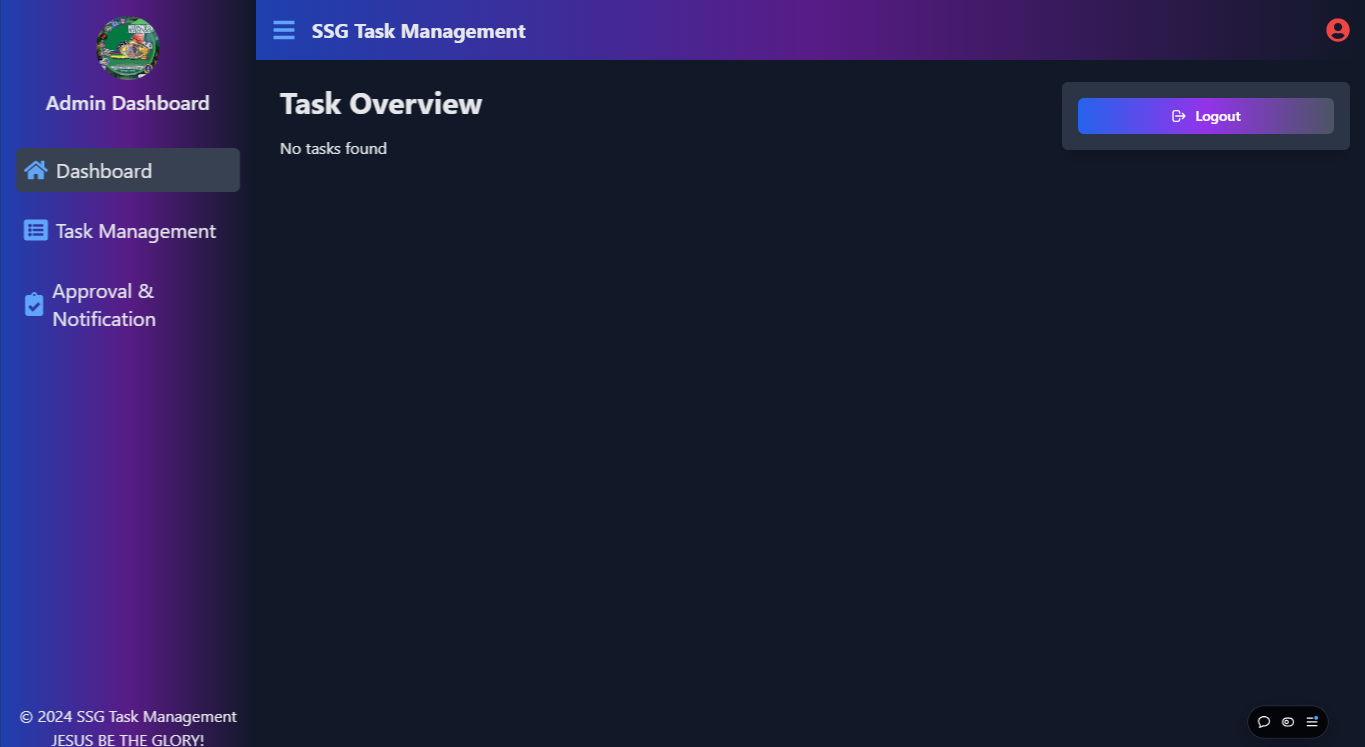 Admin Dashboard
Dashboard
Task Management
Approval &
Notification
© 2024 SSG Task Management
JESUS BE THE GLORY!
SSG Task Management
Task Overview
No tasks found
Logout